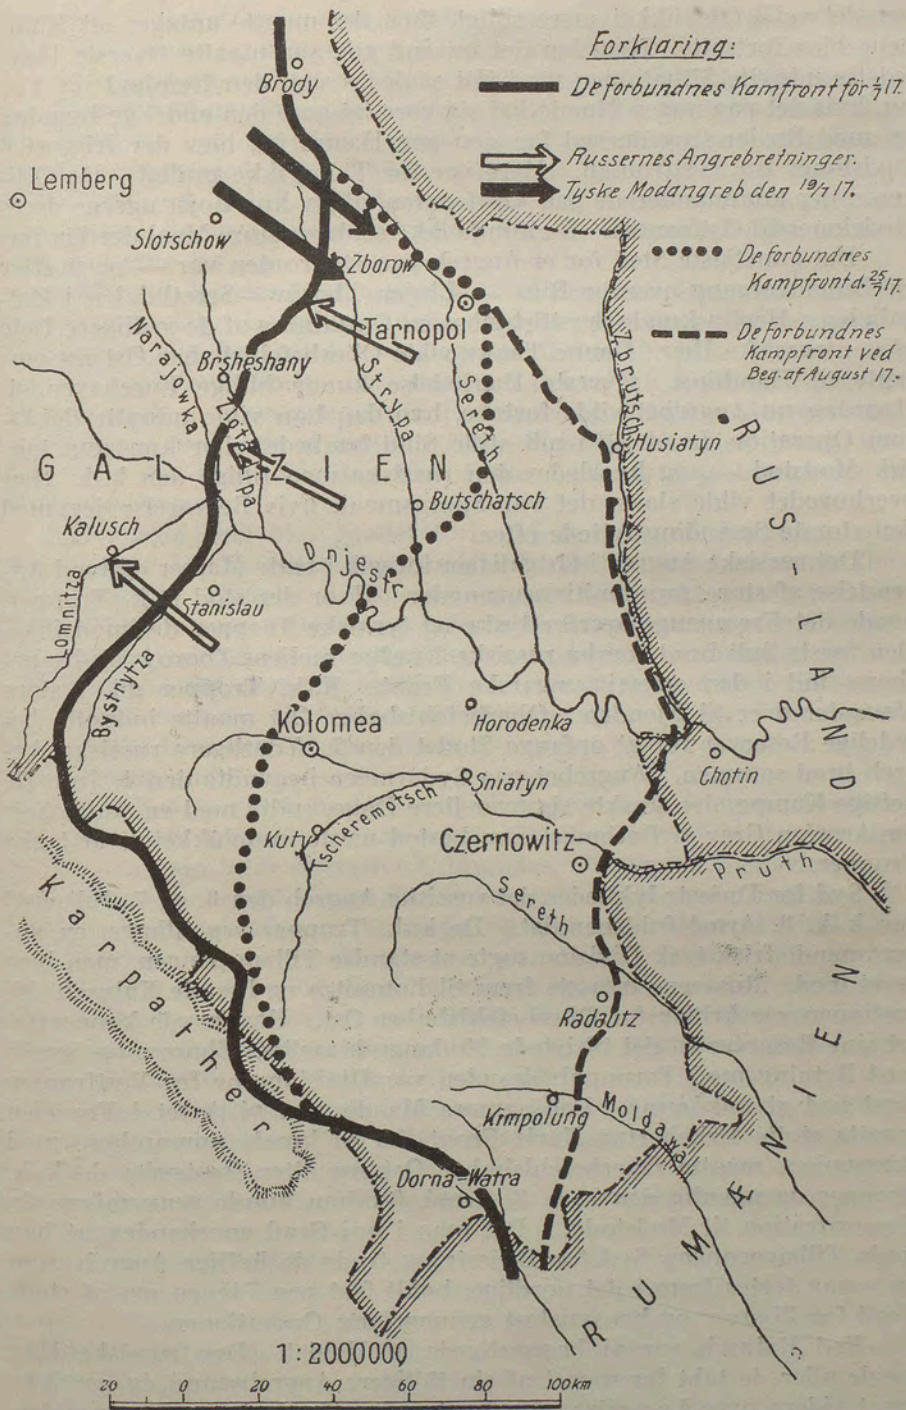 Forklaring:
De forbundnes Kampfront för 1/7 17.
Russernes Angrebretninger.
Tyske Modangreb den 19/7 17.
De forbundnes
Kampfront d. 25/7 17.
De forbundnes
Kampfront ved
Beg. af August 17.
Brody
Lemberg
Slotschow
Zborow
Tarnopol
Narajowka
Brsheshany
Zlota Lipa
Strypa
Sereth
Zbrutsch
Husiatyn
GALIZIEN
RUSLAND
Butschatsch
Kalusch
Dnjestr
Stanislau
Lomnitza
Bystrytza
Horodenka
Kolomea
Chotin
Sniatyn
Kuty
Tscheremotsch
Czernowitz
Pruth
Sereth
Karpather
Radautz
Kimpolung
Moldaka
Dorna-Watra
RUMÆNIEN
1:2000000
20 0 20 40 60 80 100 km